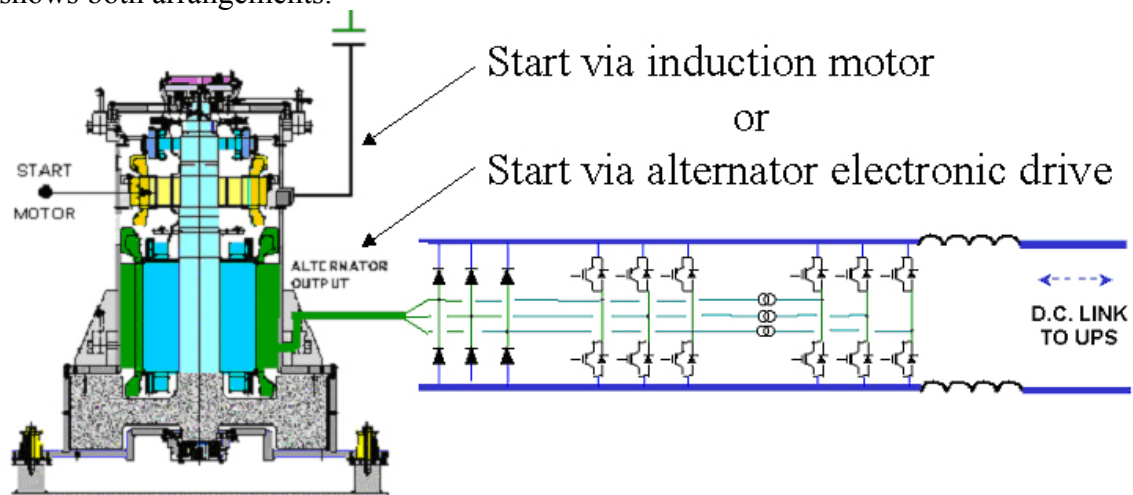 shows both arrangements.
Start via induction motor
or
Start via alternator electronic drive
START
MOTOR
ALTERNATOR
OUTPUT
D.C. LINK
TO UPS